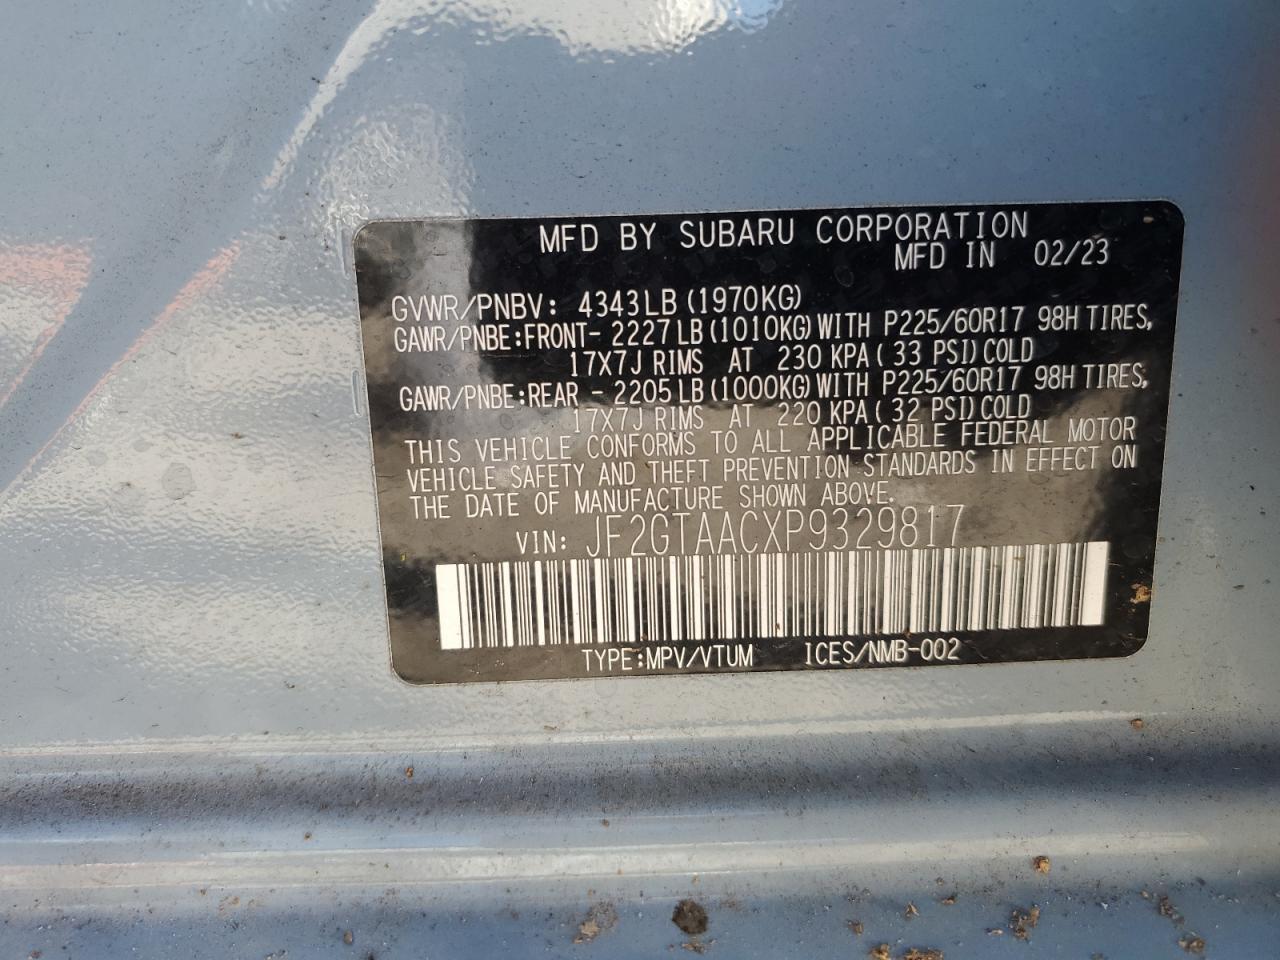 MFD BY SUBARU CORPORATION
MFD IN 02/23
GVWR/PNBV: 4343LB (1970KG)
GAWR/PNBE:FRONT- 2227LB(1010KG)WITH P225/60R17 98H TIRES,
17X7J RIMS AT 230 KPA( 33 PSI)COLD
GAWR/PNBE:REAR - 2205LB(1000KG)WITH P225/60R17 98H TIRES,
17X7J RIMS AT 220 KPA( 32 PSI)COLD
THIS VEHICLE CONFORMS TO ALL APPLICABLE FEDERAL MOTOR
VEHICLE SAFETY AND THEFT PREVENTION STANDARDS IN EFFECT ON
THE DATE OF MANUFACTURE SHOWN ABOVE.
VIN: JF2GTAACXP9329817
TYPE:MPV/VTUM ICES/NMB-002